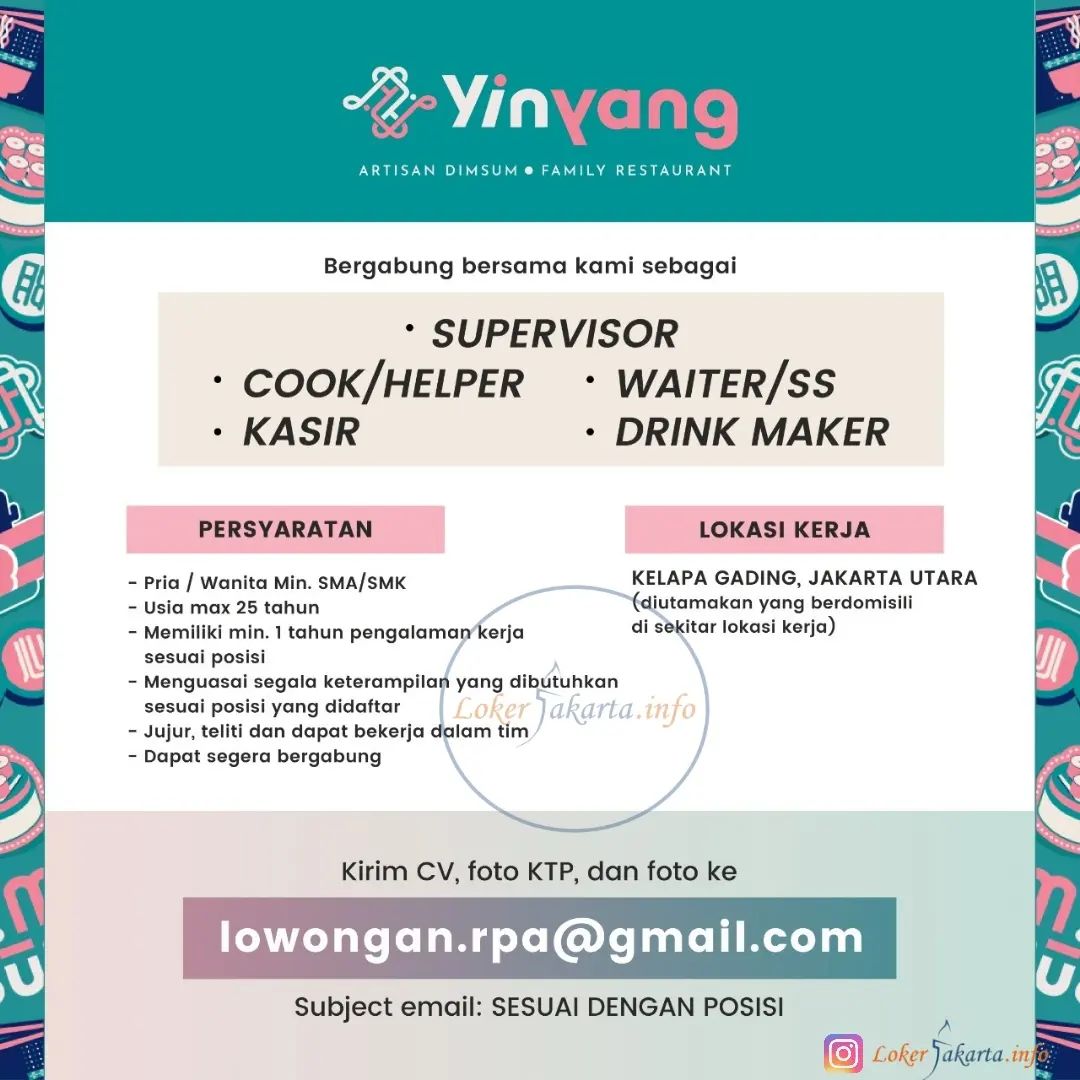 Yinyang
ARTISAN DIMSUM • FAMILY RESTAURANT
Bergabung bersama kami sebagai
• SUPERVISOR
• COOK/HELPER
• WAITER/SS
• KASIR
• DRINK MAKER
PERSYARATAN
- Pria / Wanita Min. SMA/SMK
- Usia max 25 tahun
- Memiliki min. 1 tahun pengalaman kerja
sesuai posisi
- Menguasai segala keterampilan yang dibutuhkan
sesuai posisi yang didaftar
- Jujur, teliti dan dapat bekerja dalam tim
- Dapat segera bergabung
LOKASI KERJA
KELAPA GADING, JAKARTA UTARA
(diutamakan yang berdomisili
di sekitar lokasi kerja)
Loker Jakarta.info
Kirim CV, foto KTP, dan foto ke
lowongan.rpa@gmail.com
Subject email: SESUAI DENGAN POSISI
Loker Jakarta.info